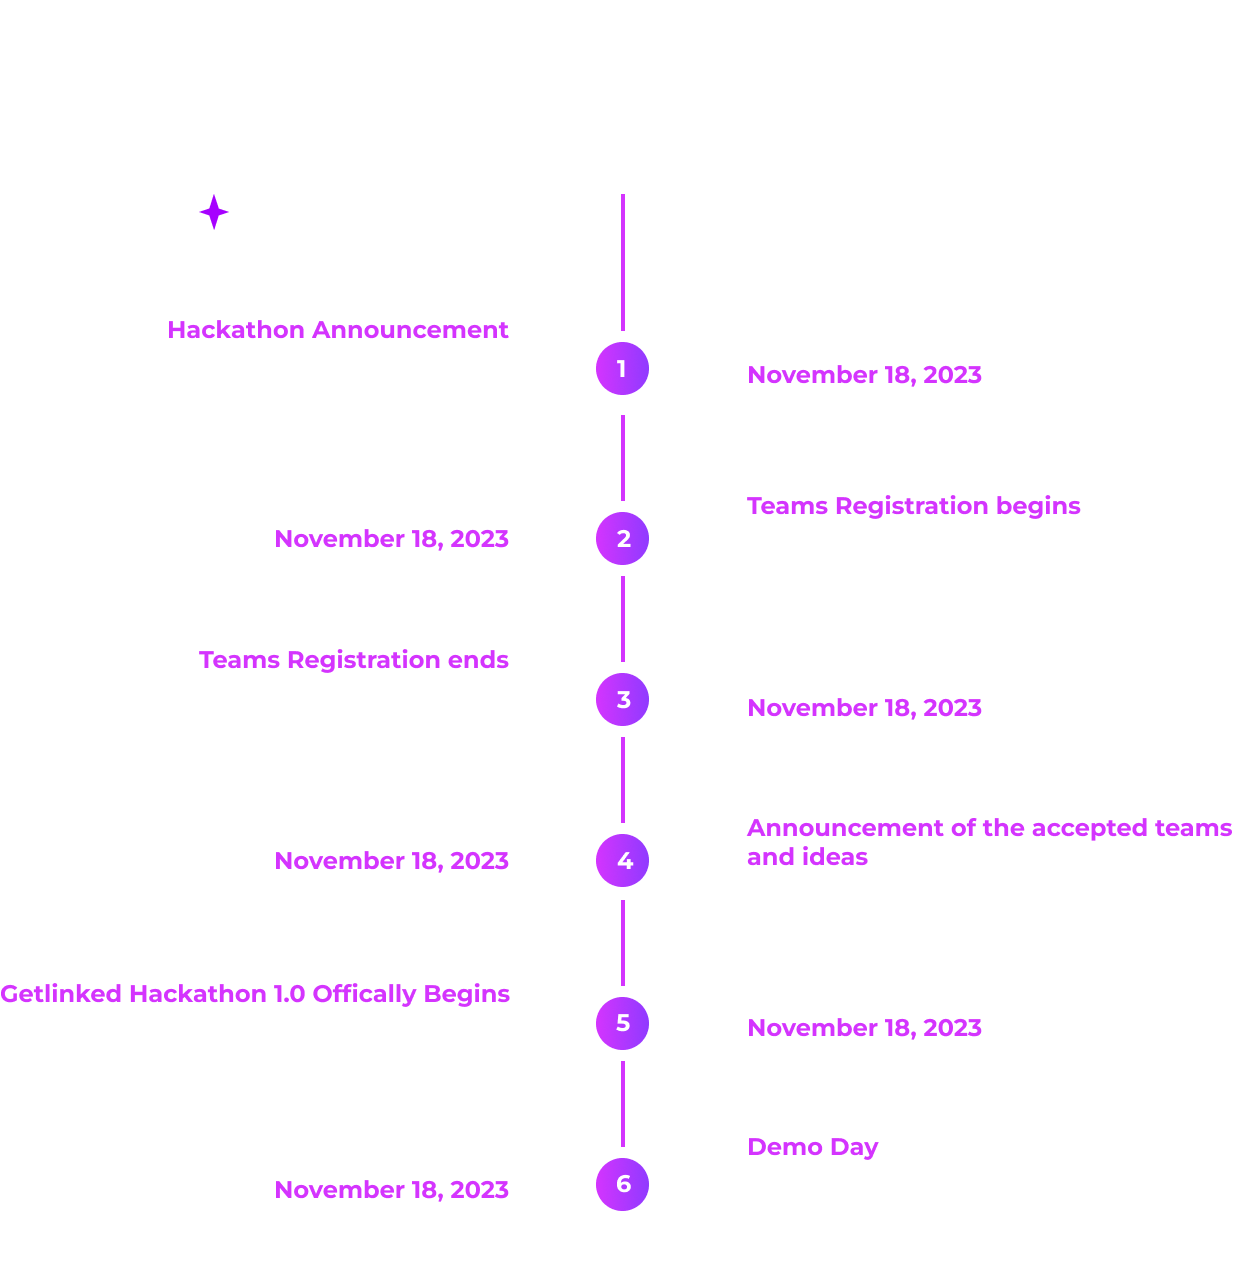 Hackathon Announcement
1
November 18, 2023
Teams Registration begins
November 18, 2023
2
Teams Registration ends
3
November 18, 2023
Announcement of the accepted teams
and ideas
November 18, 2023
4
Getlinked Hackathon 1.0 Offically Begins
5
November 18, 2023
Demo Day
November 18, 2023
6